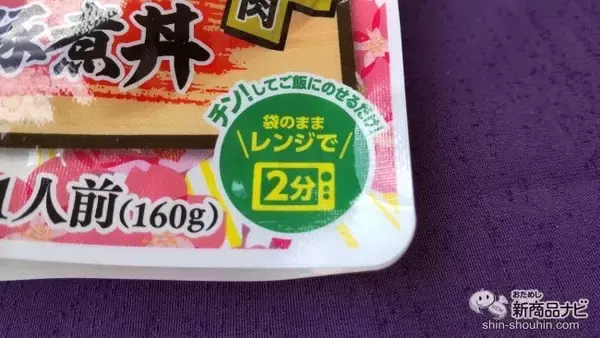 肉
豚煮丼
チン!してご飯にのせるだけ!
袋のまま
レンジで
2分
1人前(160g)
おためし
新商品ナビ
shin-shouhin.com